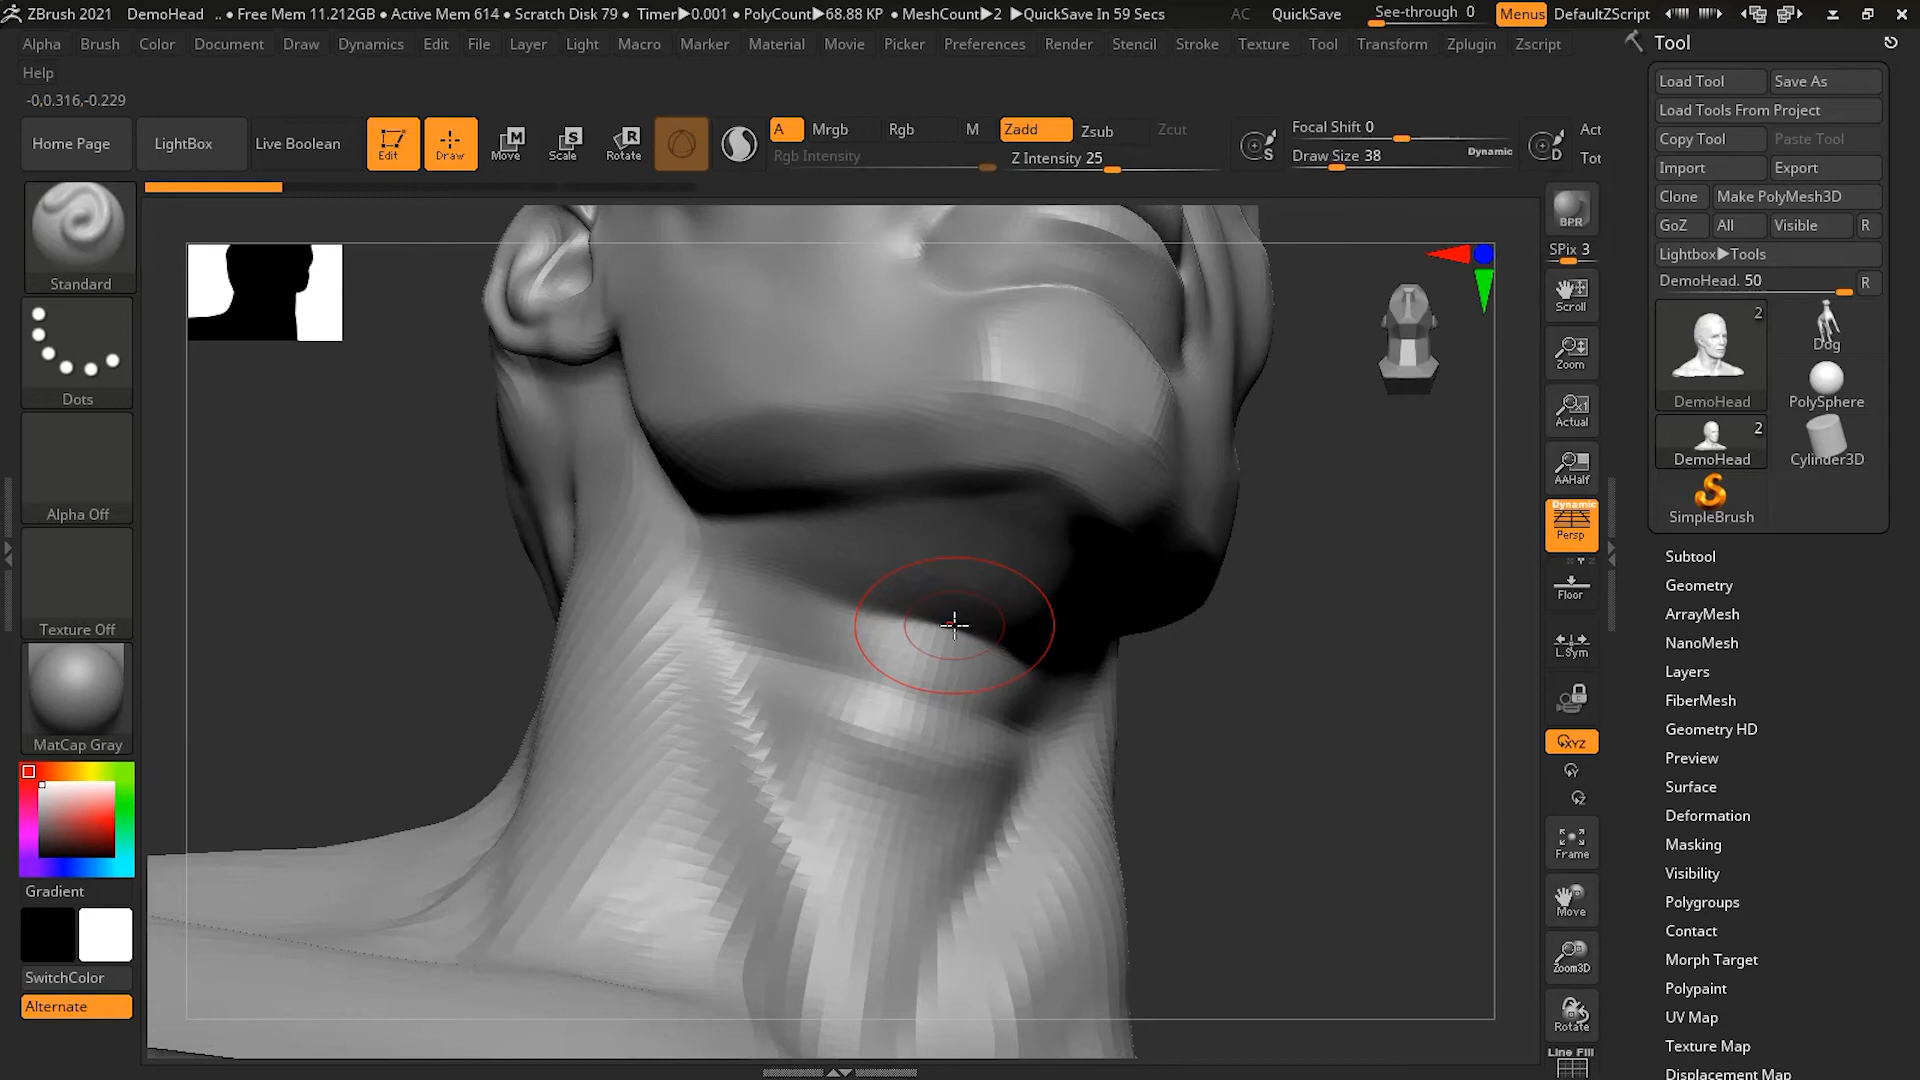 ZBrush 2021 DemoHead .. • Free Mem 11.212GB • Active Mem 614 • Scratch Disk 79 • Timer▶0.001 • PolyCount▶68.88 KP • MeshCount▶2 ▶QuickSave In 59 Secs AC QuickSave See-through 0 Menus DefaultZScript
Alpha Brush Color Document Draw Dynamics Edit File Layer Light Macro Marker Material Movie Picker Preferences Render Stencil Stroke Texture Tool Transform Zplugin Zscript
Help
-0,0.316,-0.229
Home Page LightBox Live Boolean Edit Draw Move Scale Rotate
A Mrgb Rgb M Zadd Zsub Zcut
Rgb Intensity Z Intensity 25
S Focal Shift 0
Draw Size 38 Dynamic
D Act
Tot
Standard
Dots
Alpha Off
Texture Off
MatCap Gray
Gradient
SwitchColor
Alternate
BPR
SPix 3
Scroll
Zoom
Actual
AAHalf
Dynamic
Persp
Floor
L.Sym
XYZ
Y
Z
Frame
Move
Zoom3D
Rotate
Line Fill
Tool
Load Tool Save As
Load Tools From Project
Copy Tool Paste Tool
Import Export
Clone Make PolyMesh3D
GoZ All Visible R
Lightbox▶Tools
DemoHead. 50 R
2
DemoHead
Dog
PolySphere
2
DemoHead
Cylinder3D
SimpleBrush
Subtool
Geometry
ArrayMesh
NanoMesh
Layers
FiberMesh
Geometry HD
Preview
Surface
Deformation
Masking
Visibility
Polygroups
Contact
Morph Target
Polypaint
UV Map
Texture Map
Displacement Map